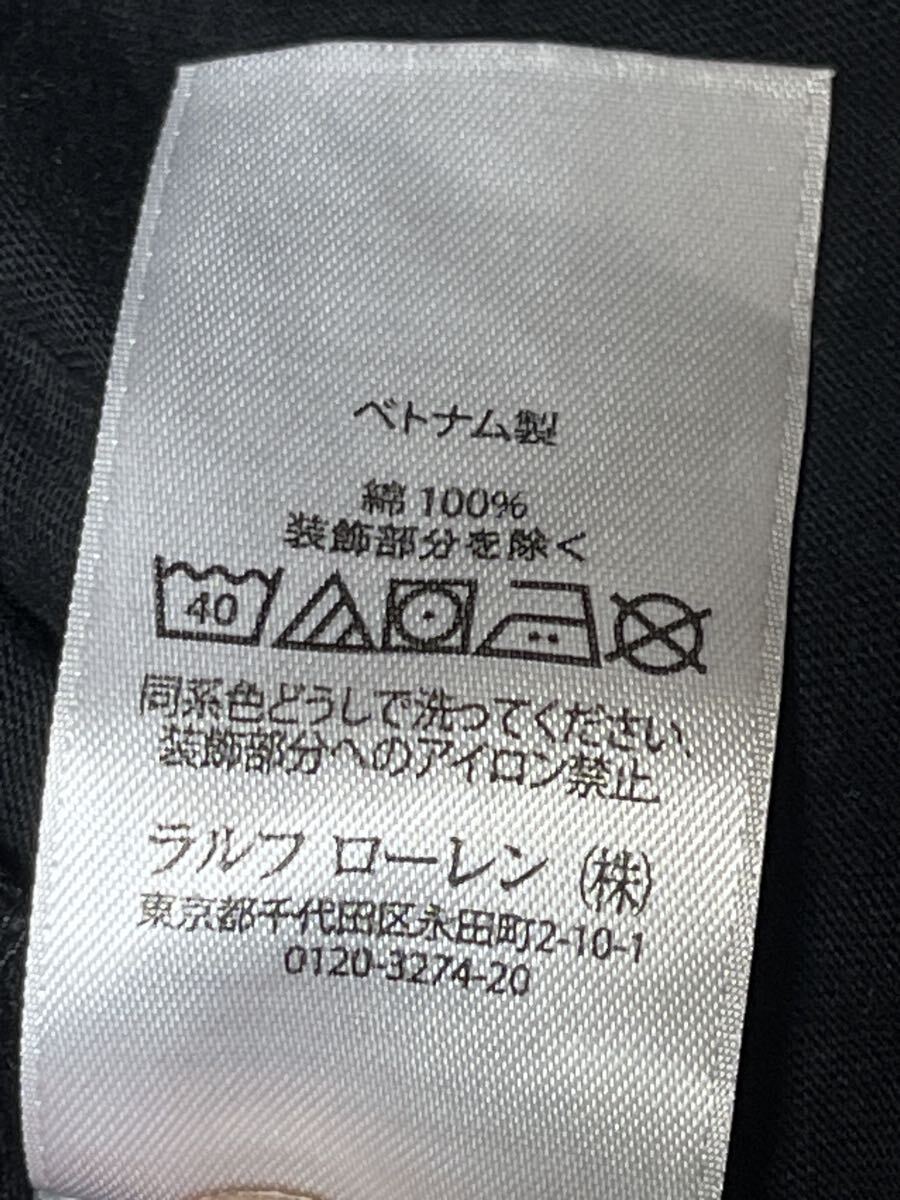 ベトナム製
綿 100%
装飾部分を除く
40
同系色どうしで洗ってください、
装飾部分へのアイロン禁止。
ラルフ ローレン (株)
東京都千代田区永田町2-10-1
0120-3274-20